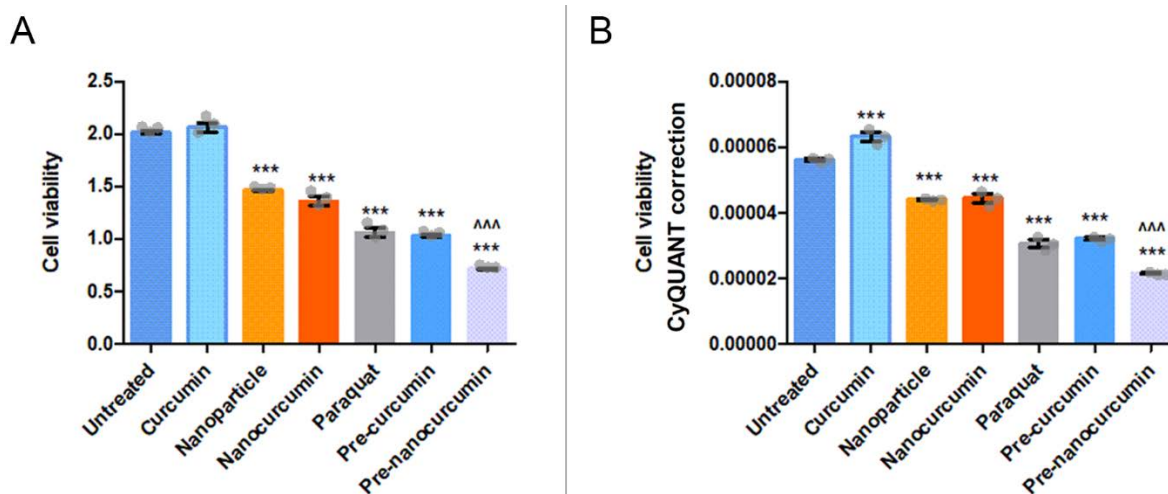 A
Cell viability
2.5
2.0
1.5
1.0
0.5
0.0
***
***
***
***
^^^
***
Untreated
Curcumin
Nanoparticle
Nanocurcumin
Paraquat
Pre-curcumin
Pre-nanocurcumin
B
Cell viability
CyQUANT correction
0.00008
0.00006
0.00004
0.00002
0.00000
***
***
***
***
***
^^^
***
Untreated
Curcumin
Nanoparticle
Nanocurcumin
Paraquat
Pre-curcumin
Pre-nanocurcumin